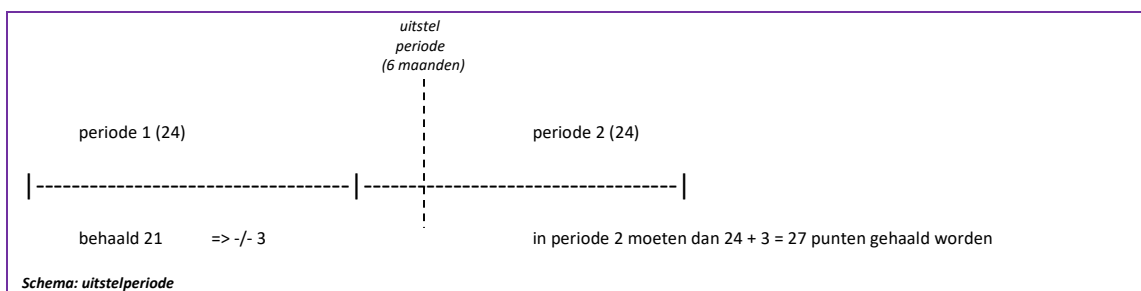 uitstel
periode
(6 maanden)
periode 1 (24) periode 2 (24)
|-----------------------------------|-----------------------------------|
behaald 21 => -/- 3 in periode 2 moeten dan 24 + 3 = 27 punten gehaald worden
Schema: uitstelperiode